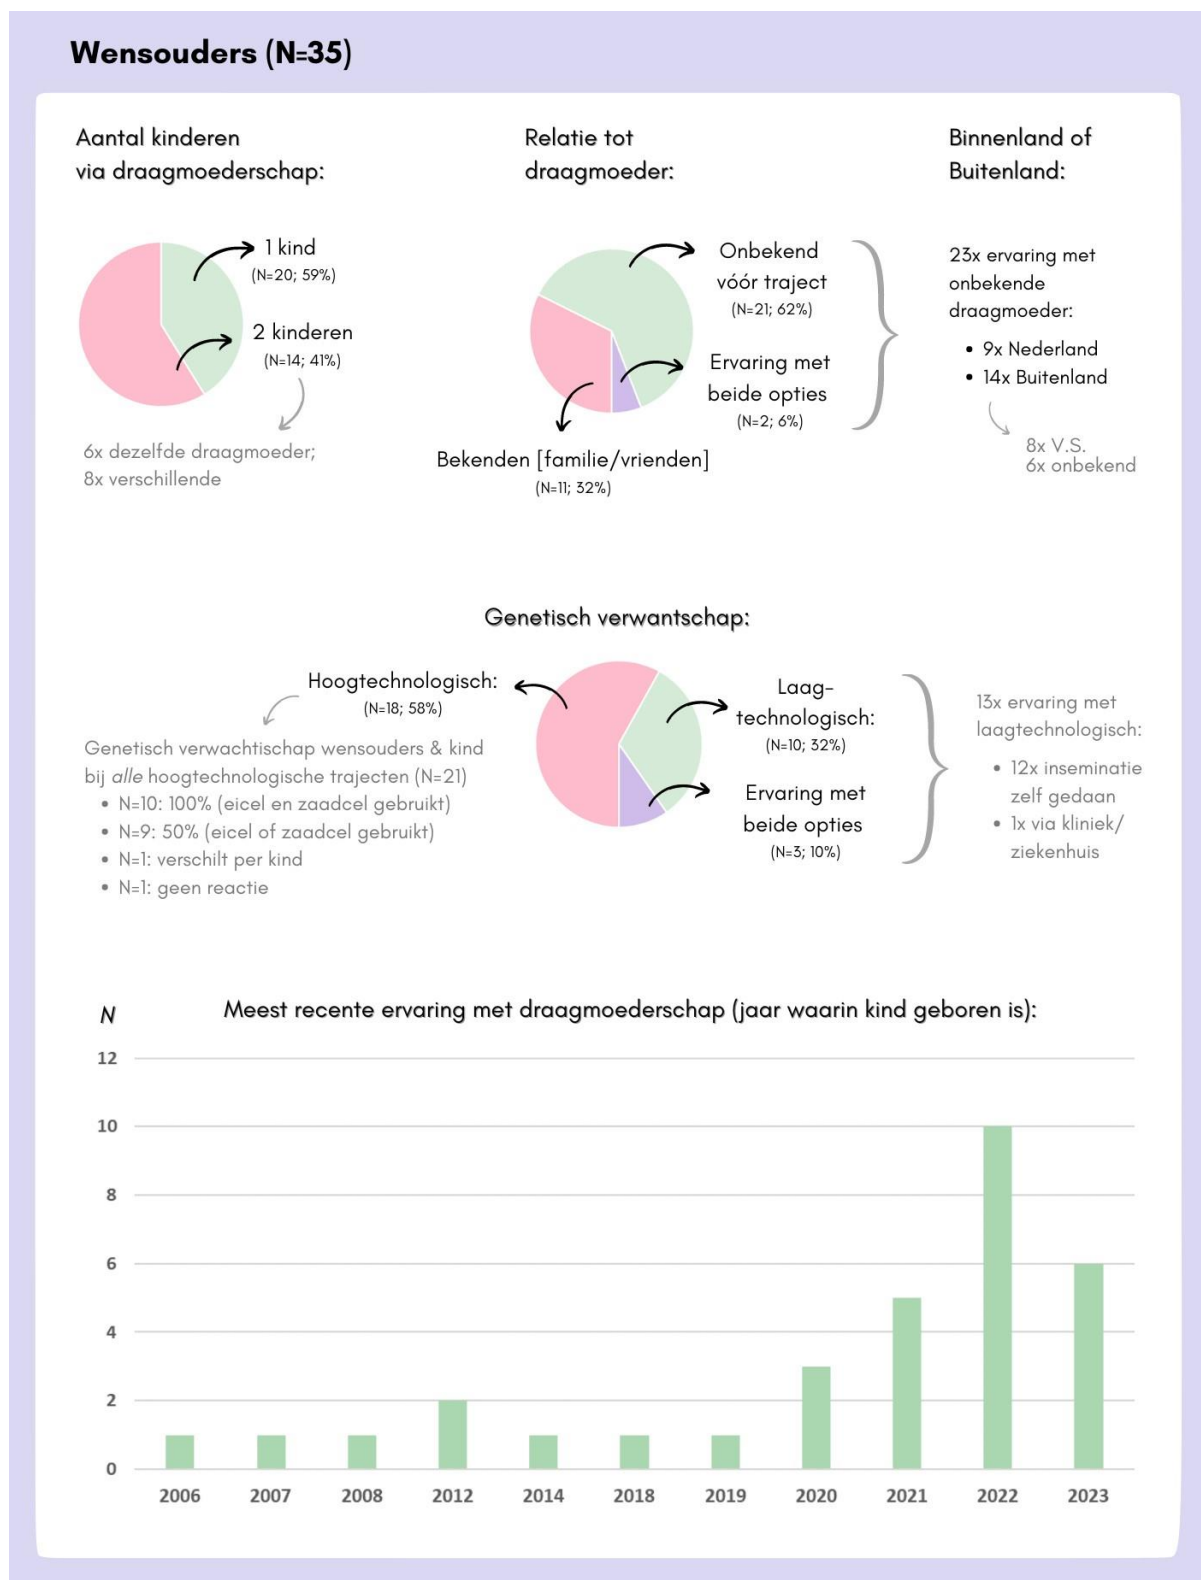 Wensouders (N=35)
Aantal kinderen
via draagmoederschap:
1 kind
(N=20; 59%)
2 kinderen
(N=14; 41%)
6x dezelfde draagmoeder;
8x verschillende
Relatie tot
draagmoeder:
Onbekend
vóór traject
(N=21; 62%)
Ervaring met
beide opties
(N=2; 6%)
Bekenden [familie/vrienden]
(N=11; 32%)
Binnenland of
Buitenland:
23x ervaring met
onbekende
draagmoeder:
• 9x Nederland
• 14x Buitenland
8x V.S.
6x onbekend
Genetisch verwantschap:
Hoogtechnologisch:
(N=18; 58%)
Genetisch verwachtischap wensouders & kind
bij alle hoogtechnologische trajecten (N=21)
• N=10: 100% (eicel en zaadcel gebruikt)
• N=9: 50% (eicel of zaadcel gebruikt)
• N=1: verschilt per kind
• N=1: geen reactie
Laag-
technologisch:
(N=10; 32%)
Ervaring met
beide opties
(N=3; 10%)
13x ervaring met
laagtechnologisch:
• 12x inseminatie
zelf gedaan
• 1x via kliniek/
ziekenhuis
N
Meest recente ervaring met draagmoederschap (jaar waarin kind geboren is):
12
10
8
6
4
2
0
2006 2007 2008 2012 2014 2018 2019 2020 2021 2022 2023